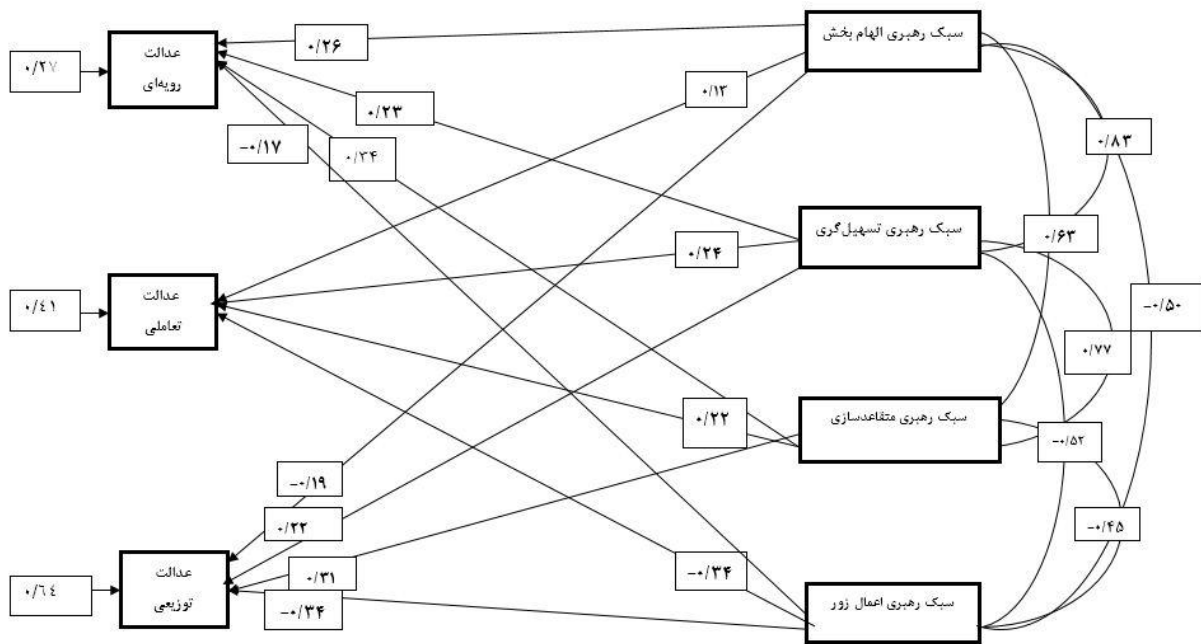 سبک رهبری الهام بخش
۰/۲۶
عدالت
رویه‌ای
۰/۲۷
۰/۱۳
۰/۲۳
۰/۸۳
-۰/۱۷
۰/۳۴
سبک رهبری تسهیل‌گری
۰/۶۳
۰/۲۴
عدالت
تعاملی
۰/٤١
-۰/۵۰
۰/۷۷
سبک رهبری متقاعدسازی
۰/۲۲
-۰/۵۲
-۰/۱۹
۰/۲۲
-۰/۴۵
عدالت
توزیعی
۰/٦٤
۰/۳۱
-۰/۳۴
-۰/۳۴
سبک رهبری اعمال زور